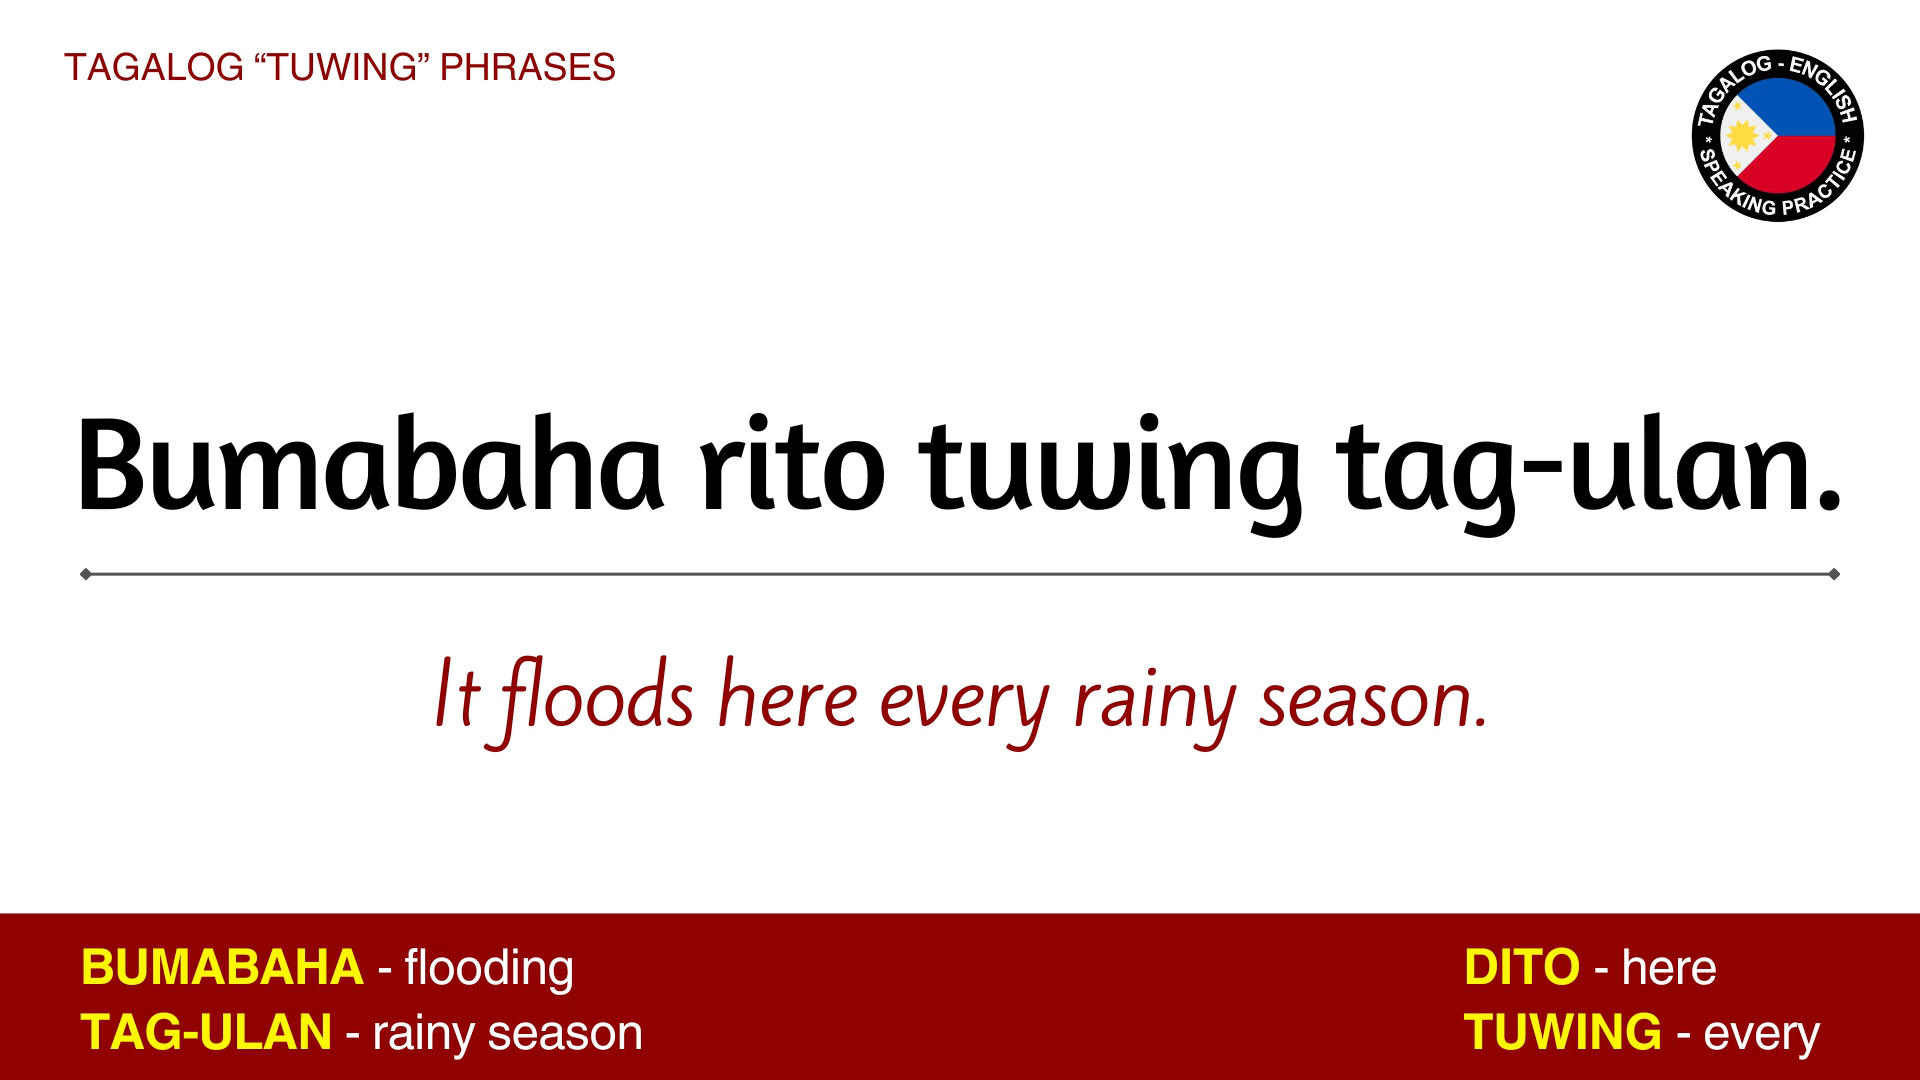 TAGALOG “TUWING” PHRASES
TAGALOG - ENGLISH
* SPEAKING PRACTICE *
Bumabaha rito tuwing tag-ulan.
It floods here every rainy season.
BUMABAHA - flooding
TAG-ULAN - rainy season
DITO - here
TUWING - every